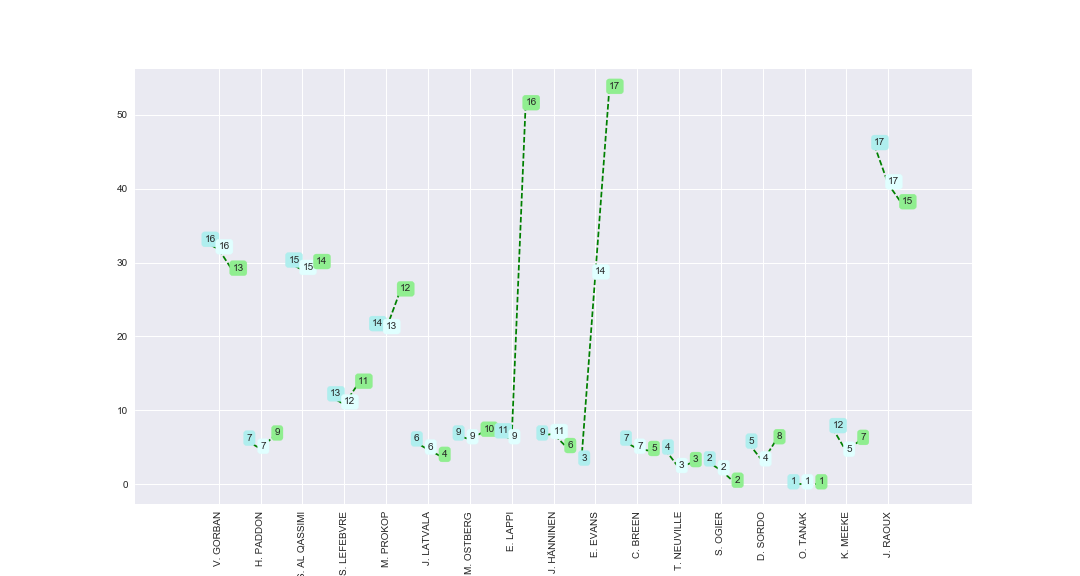 50
40
30
20
10
0
16 16 13
7 7 9
15 15 14
13 12 11
14 13 12
6 6 4
9 9 10
11 9 16
9 11 6
3 14 17
7 7 5
4 3 3
2 2 2
5 4 8
1 1 1
12 5 7
17 17 15
V. GORBAN
H. PADDON
. AL QASSIMI
S. LEFEBVRE
M. PROKOP
J. LATVALA
M. OSTBERG
E. LAPPI
J. HANNINEN
E. EVANS
C. BREEN
T. NEUVILLE
S. OGIER
D. SORDO
O. TANAK
K. MEEKE
J. RAOUX